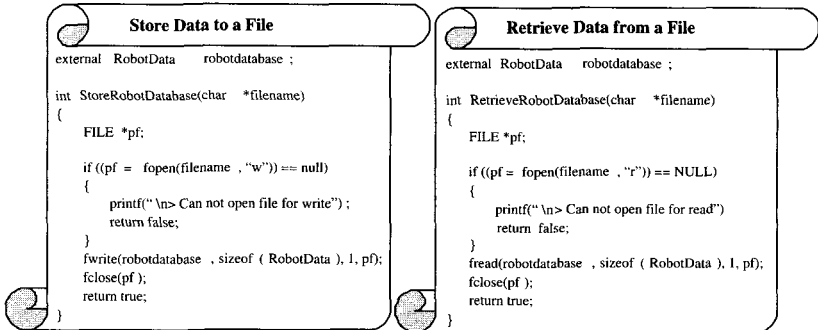 Store Data to a File
external RobotData robotdatabase ;
int StoreRobotDatabase(char *filename)
{
FILE *pf;
if ((pf = fopen(filename , “w”)) == null)
{
printf(“ \n> Can not open file for write”) ;
return false;
}
fwrite(robotdatabase , sizeof ( RobotData ), 1, pf);
fclose(pf );
return true;
}
Retrieve Data from a File
external RobotData robotdatabase ;
int RetrieveRobotDatabase(char *filename)
{
FILE *pf;
if ((pf = fopen(filename , “r”)) == NULL)
{
printf(“ \n> Can not open file for read”)
return false;
}
fread(robotdatabase , sizeof ( RobotData ), 1, pf);
fclose(pf );
return true;
}